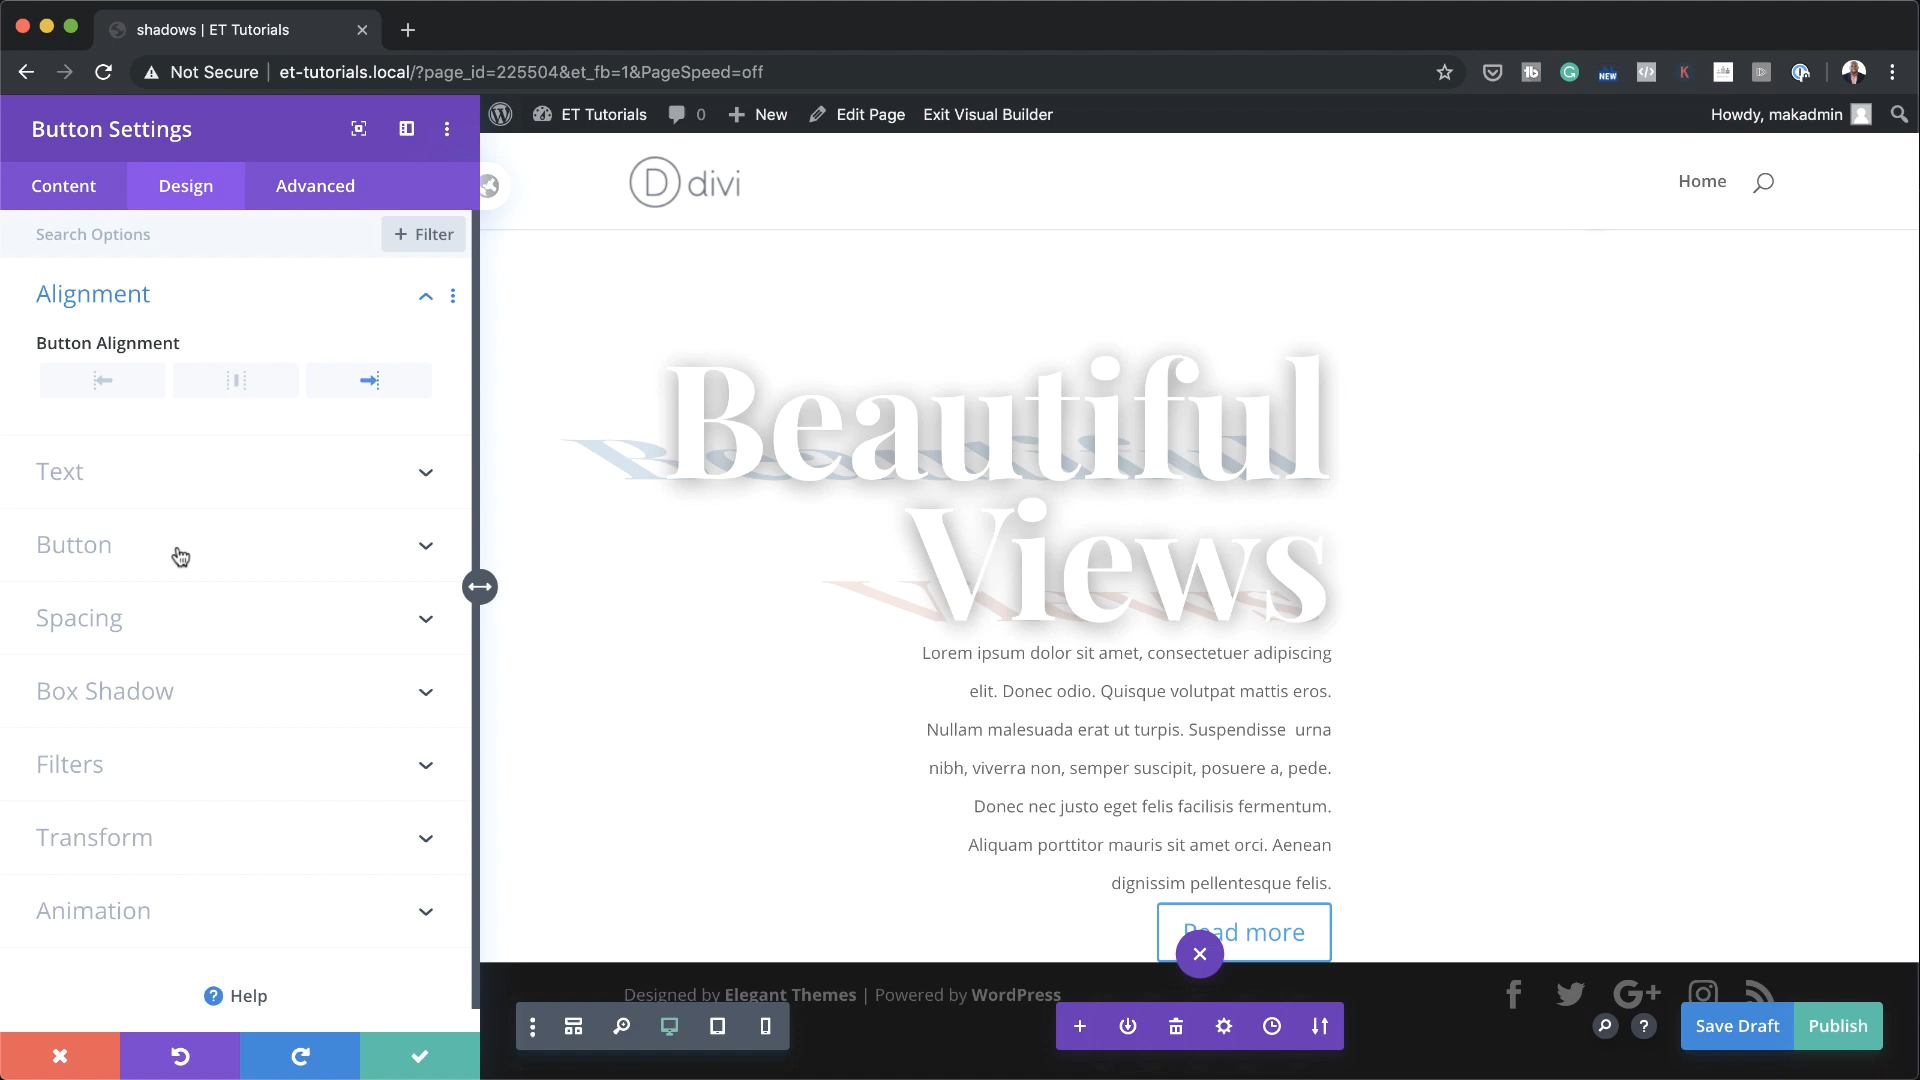 shadows | ET Tutorials
Not Secure | et-tutorials.local/?page_id=225504&et_fb=1&PageSpeed=off
Button Settings
ET Tutorials
0
New
Edit Page
Exit Visual Builder
Howdy, makadmin
Content
Design
Advanced
divi
Home
Search Options
+ Filter
Alignment
Button Alignment
Text
Button
Spacing
Box Shadow
Filters
Transform
Animation
Help
Beautiful
Views
Lorem ipsum dolor sit amet, consectetuer adipiscing
elit. Donec odio. Quisque volutpat mattis eros.
Nullam malesuada erat ut turpis. Suspendisse urna
nibh, viverra non, semper suscipit, posuere a, pede.
Donec nec justo eget felis facilisis fermentum.
Aliquam porttitor mauris sit amet orci. Aenean
dignissim pellentesque felis.
Read more
Designed by Elegant Themes | Powered by WordPress
Save Draft
Publish